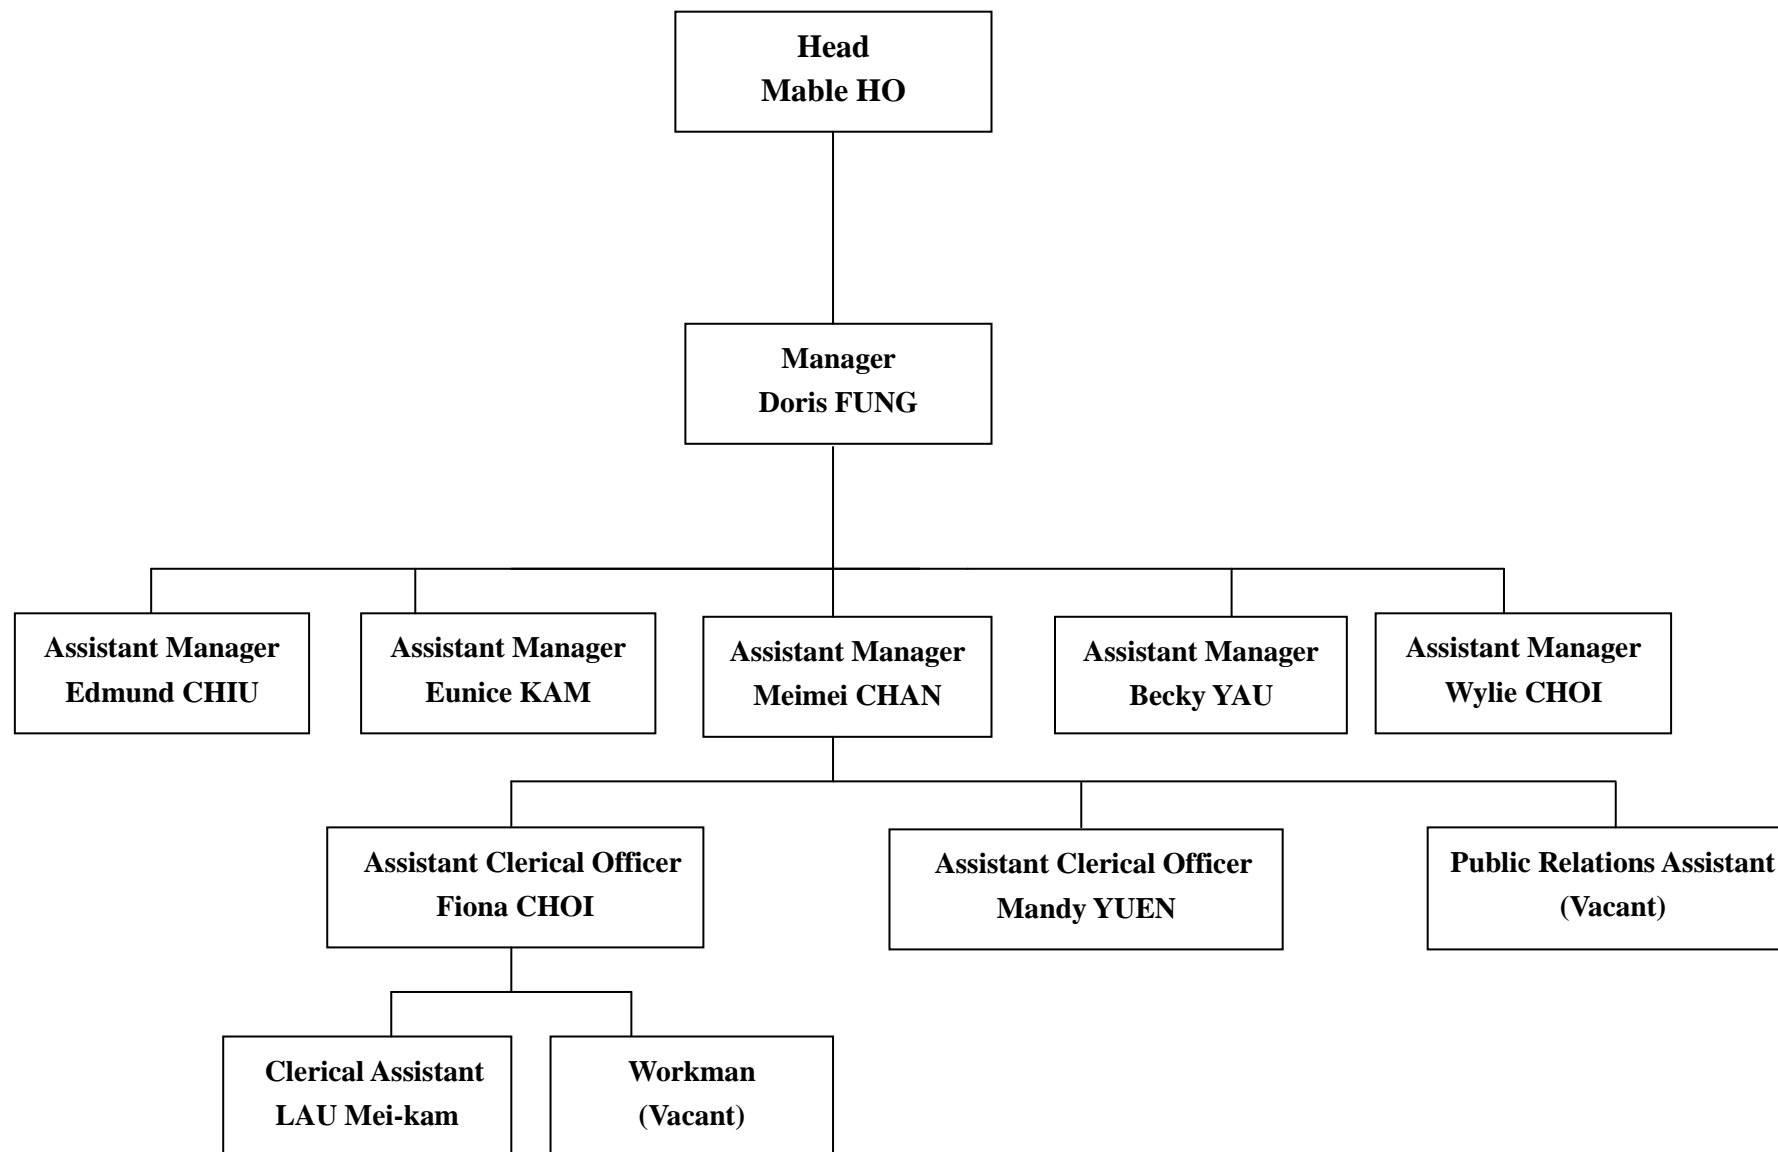 Head
Mable HO
Manager
Doris FUNG
Assistant Manager
Edmund CHIU
Assistant Manager
Eunice KAM
Assistant Manager
Meimei CHAN
Assistant Manager
Becky YAU
Assistant Manager
Wylie CHOI
Assistant Clerical Officer
Fiona CHOI
Assistant Clerical Officer
Mandy YUEN
Public Relations Assistant
(Vacant)
Clerical Assistant
LAU Mei-kam
Workman
(Vacant)